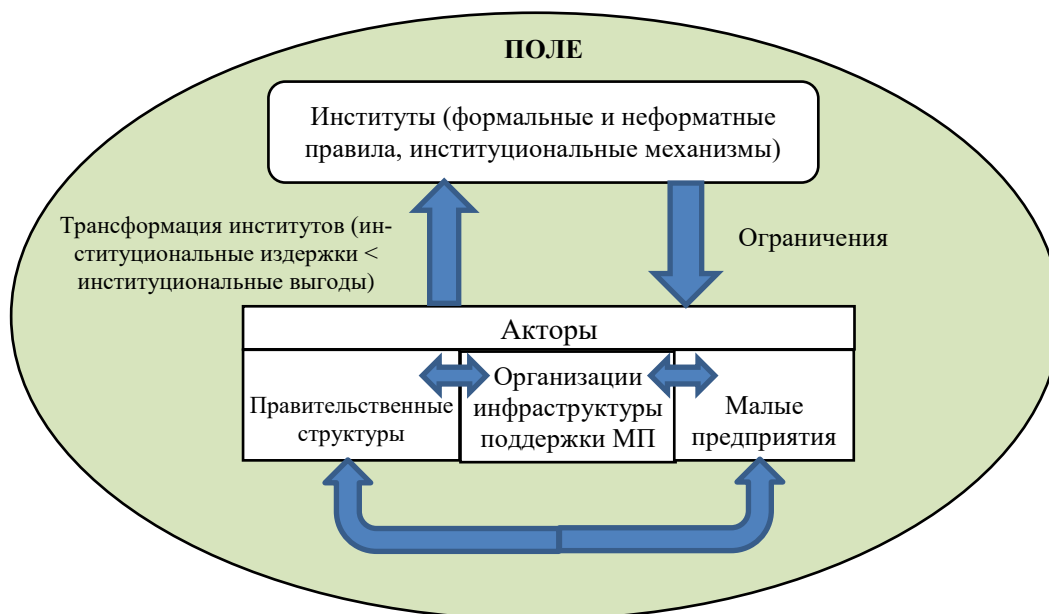 ПОЛЕ
Институты (формальные и неформатные
правила, институциональные механизмы)
Трансформация институтов (ин-
ституциональные издержки <
институциональные выгоды)
Ограничения
Акторы
Правительственные
структуры
Организации
инфраструктуры
поддержки МП
Малые
предприятия